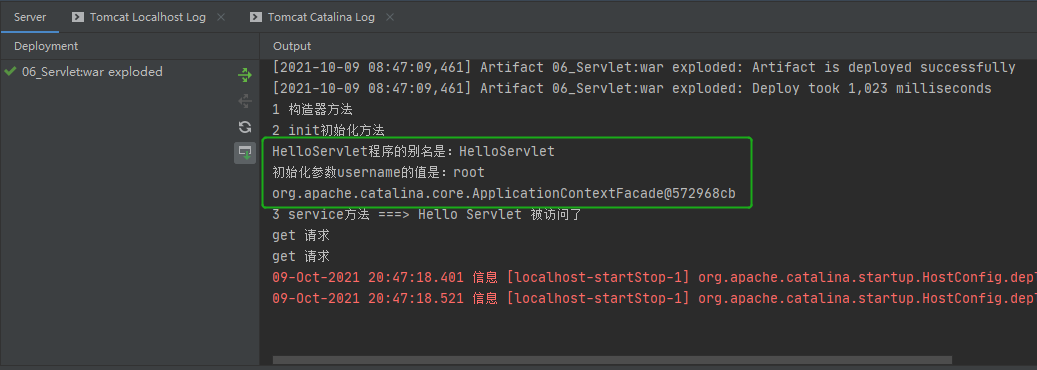 Server
Tomcat Localhost Log
Tomcat Catalina Log
Deployment
Output
06_Servlet:war exploded
[2021-10-09 08:47:09,461] Artifact 06_Servlet:war exploded: Artifact is deployed successfully
[2021-10-09 08:47:09,461] Artifact 06_Servlet:war exploded: Deploy took 1,023 milliseconds
1 构造器方法
2 init初始化方法
HelloServlet程序的别名是：HelloServlet
初始化参数username的值是：root
org.apache.catalina.core.ApplicationContextFacade@572968cb
3 service方法 ===> Hello Servlet 被访问了
get 请求
get 请求
09-Oct-2021 20:47:18.401 信息 [localhost-startStop-1] org.apache.catalina.startup.HostConfig.depl
09-Oct-2021 20:47:18.521 信息 [localhost-startStop-1] org.apache.catalina.startup.HostConfig.depl